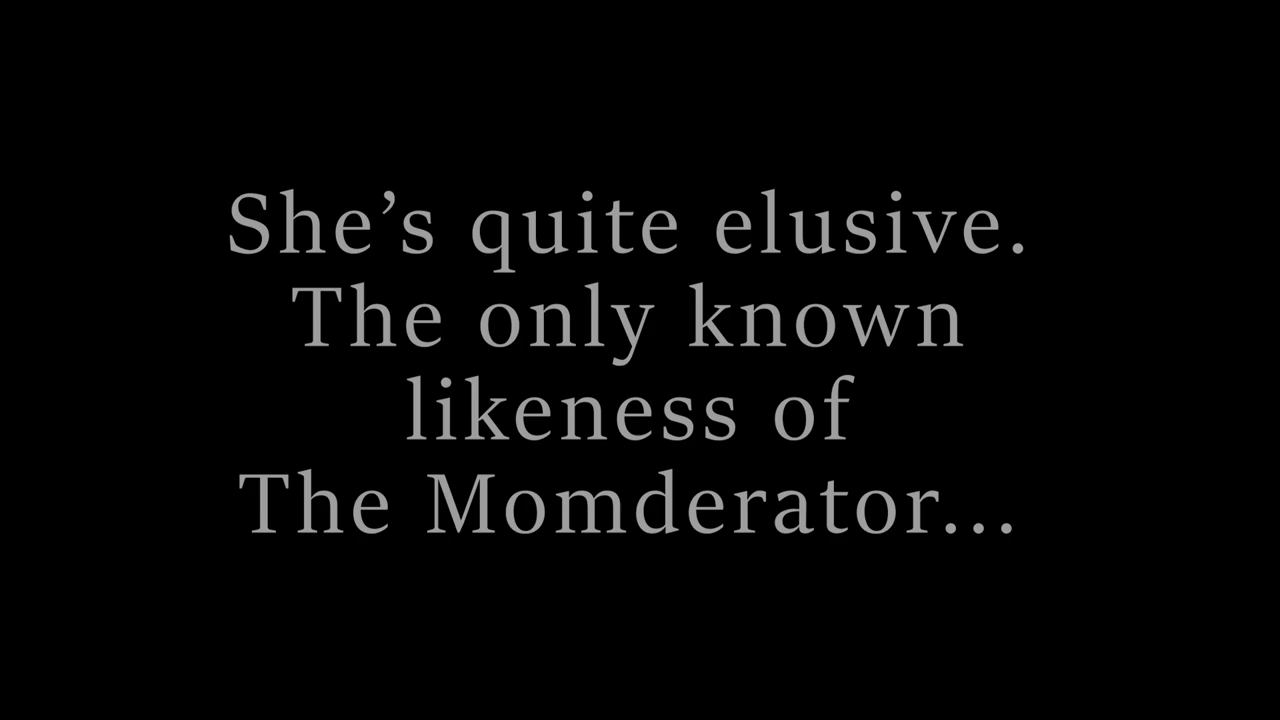 She’s quite elusive.
The only known
likeness of
The Momderator...